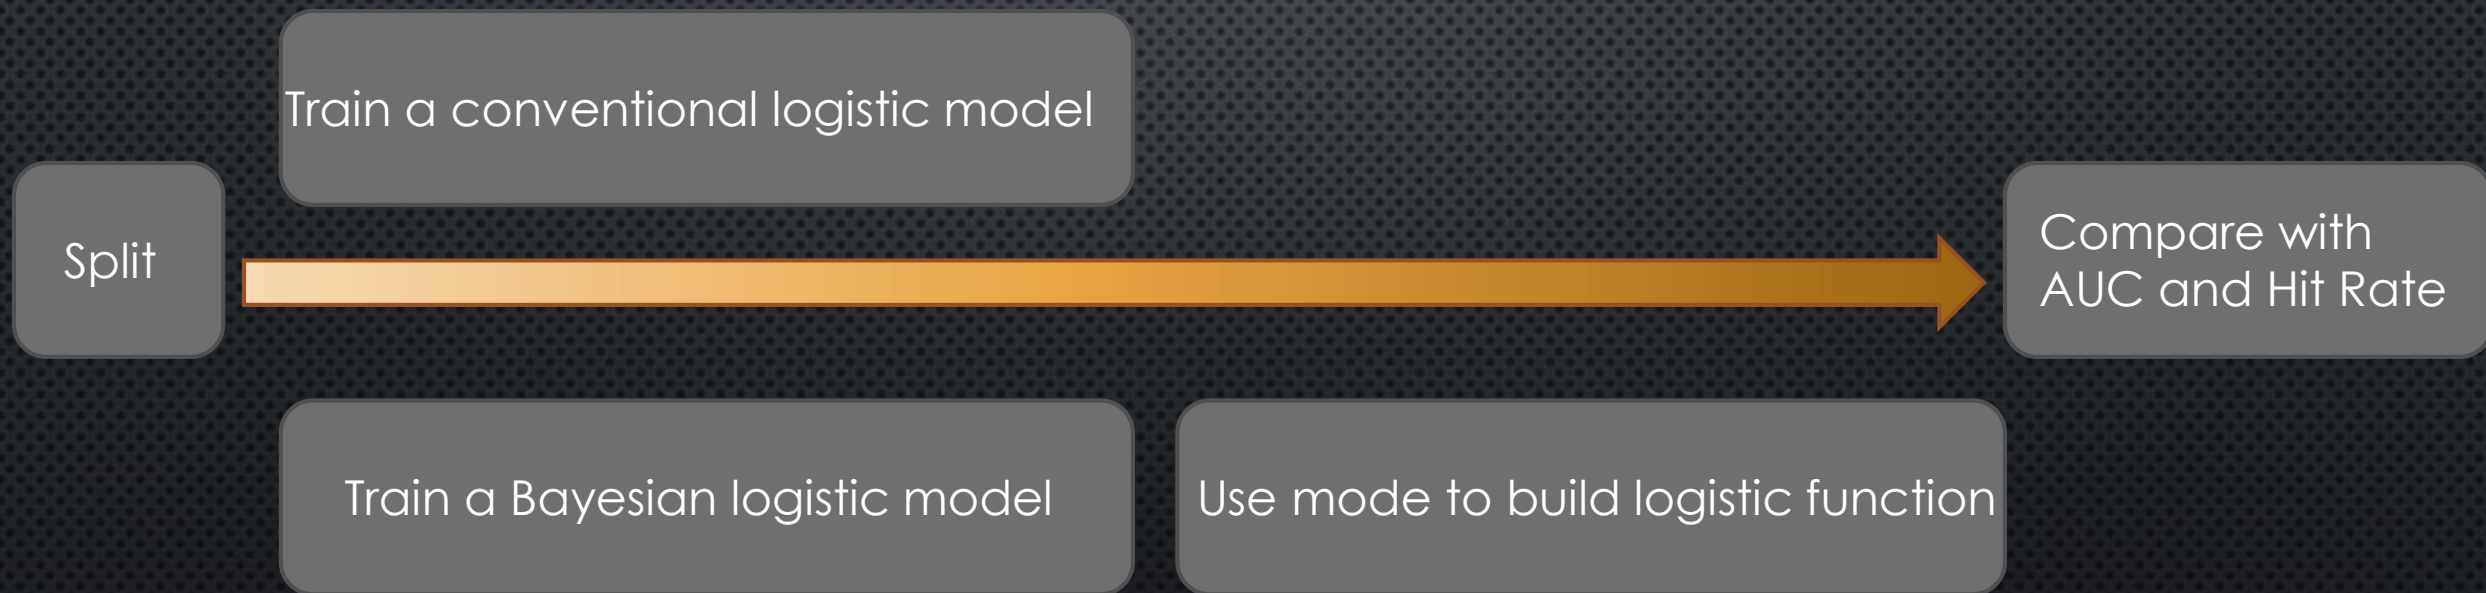 Split
Train a conventional logistic model
Train a Bayesian logistic model
Use mode to build logistic function
Compare with
AUC and Hit Rate